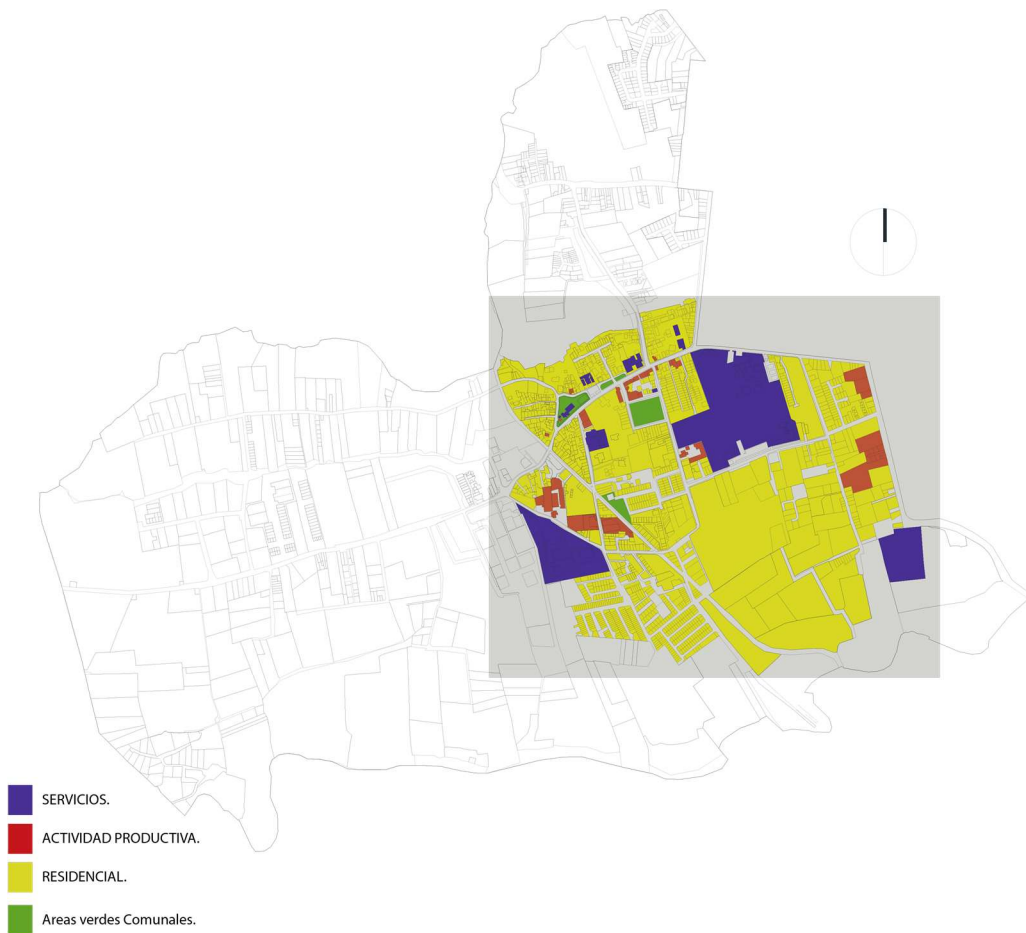 SERVICIOS.
ACTIVIDAD PRODUCTIVA.
RESIDENCIAL.
Areas verdes Comunales.